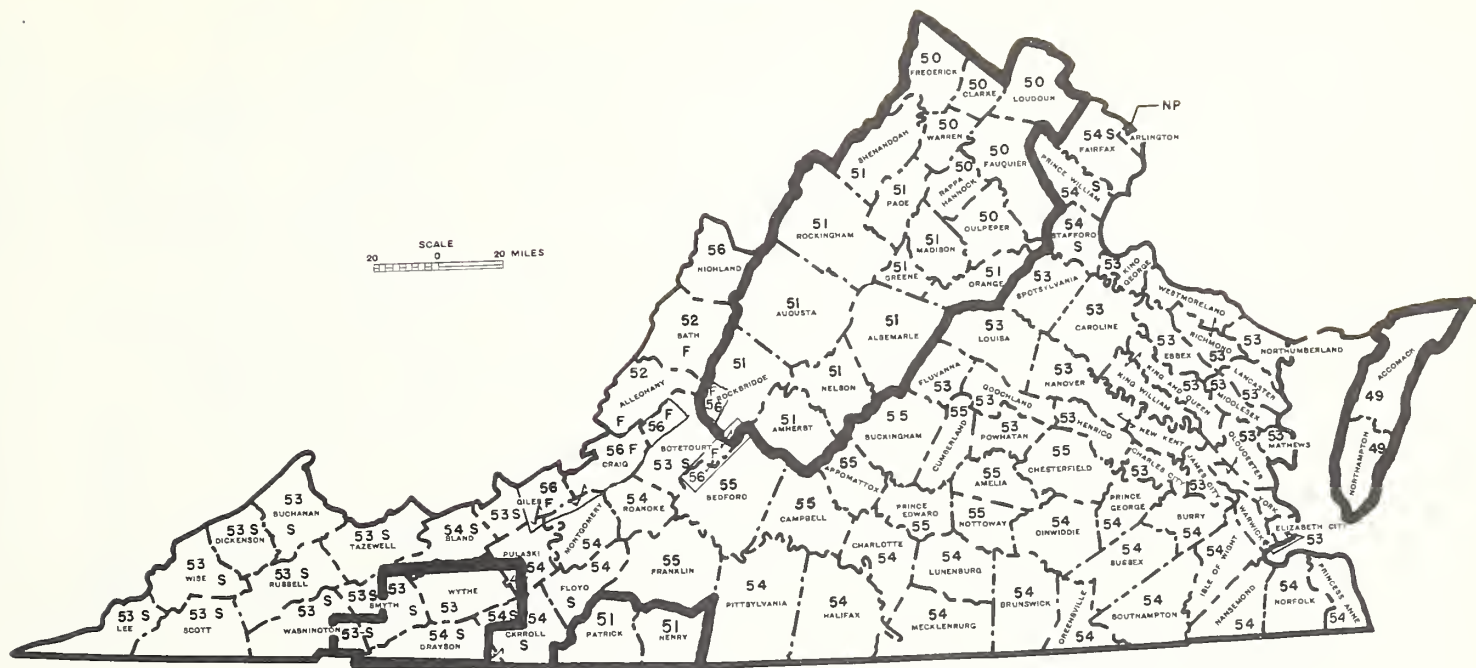 50
FREDERICK
50
CLARKE
50
LOUDOUN
NP
ARLINGTON
54 S
FAIRFAX
50
WARREN
SHENANDOAH
51
50
FAUQUIER
PRINCE WILLIAM
S
54
50
RAPPA
HANNOCK
51
PAGE
50
CULPEPER
54
STAFFORD
S
51
ROCKINGHAM
51
MADISON
SCALE
20 0 20 MILES
56
HIGHLAND
51
GREENE
51
ORANGE
53
SPOTSYLVANIA
53
KING
GEORGE
WESTMORELAND
51
AUGUSTA
51
ALBEMARLE
53
LOUISA
53
CAROLINE
RICHMOND
53
53
ESSEX
53
NORTHUMBERLAND
LANCASTER
52
BATH
F
ACCOMACK
49
52
ALLEGHANY
F
51
ROCKBRIDGE
F
56
51
NELSON
FLUVANNA
53
GOOCHLAND
53
53
HANOVER
KING AND QUEEN
53
KING WILLIAM
53
MIDDLESEX
F
56
51
AMHERST
55
BUCKINGHAM
55
CUMBERLAND
53
POWHATAN
53
HENRICO
NEW KENT
GLOUCESTER
53
53
MATHEWS
49
NORTHAMPTON
56 F
CRAIG
BOTETOURT
53 S
F
56
55
BEDFORD
55
APPOMATTOX
55
AMELIA
55
CHESTERFIELD
CHARLES CITY
53
JAMES CITY
53
YORK
WARWICK
ELIZABETH CITY
53
53
BUCHANAN
S
GILES
53 S
56
F
54
ROANOKE
MONTGOMERY
54
55
CAMPBELL
PRINCE
EDWARD
55
55
NOTTOWAY
54
DINWIDDIE
PRINCE
GEORGE
54
SURRY
54
53 S
DICKENSON
53 S
TAZEWELL
54 S
BLAND
PULASKI
54
54
FLOYD
S
55
FRANKLIN
54
PITTSYLVANIA
54
HALIFAX
CHARLOTTE
54
54
LUNENBURG
54
SUSSEX
54
ISLE OF
WIGHT
54
NANSEMOND
54
54
NORFOLK
PRINCESS ANNE
54
53
WISE
S
53 S
RUSSELL
53 S
SMYTH
53
WYTHE
53
53 S
LEE
53 S
SCOTT
53 S
WASHINGTON
53-S
54 S
GRAYSON
54 S
54
CARROLL
S
51
PATRICK
51
HENRY
54
MECKLENBURG
54
BRUNSWICK
GREENSVILLE
54
54
SOUTHAMPTON